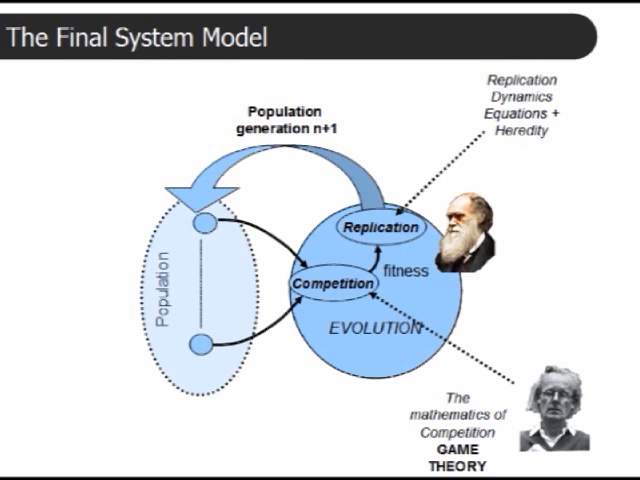 The Final System Model
Replication
Dynamics
Equations +
Heredity
Population
generation n+1
Replication
fitness
Competition
Population
EVOLUTION
The
mathematics of
Competition
GAME
THEORY